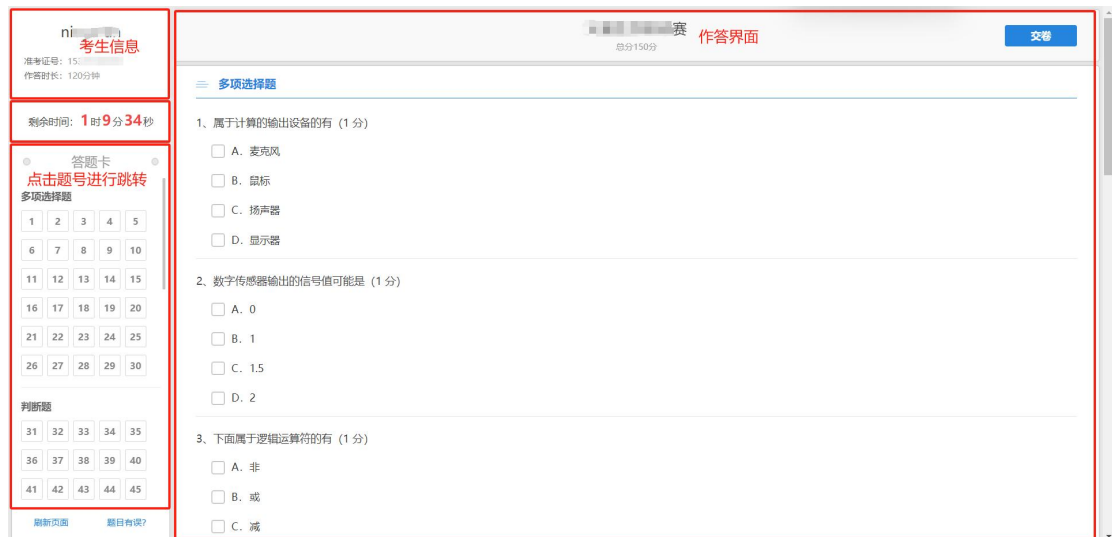 ni
考生信息
准考证号：15
作答时长：120分钟
剩余时间：1时9分34秒
答题卡
点击题号进行跳转
多项选择题
1 2 3 4 5
6 7 8 9 10
11 12 13 14 15
16 17 18 19 20
21 22 23 24 25
26 27 28 29 30
判断题
31 32 33 34 35
36 37 38 39 40
41 42 43 44 45
刷新页面 题目有误?
赛
作答界面
总分150分
交卷
多项选择题
1、属于计算的输出设备的有 (1 分)
A. 麦克风
B. 鼠标
C. 扬声器
D. 显示器
2、数字传感器输出的信号值可能是 (1 分)
A. 0
B. 1
C. 1.5
D. 2
3、下面属于逻辑运算符的有 (1 分)
A. 非
B. 或
C. 减